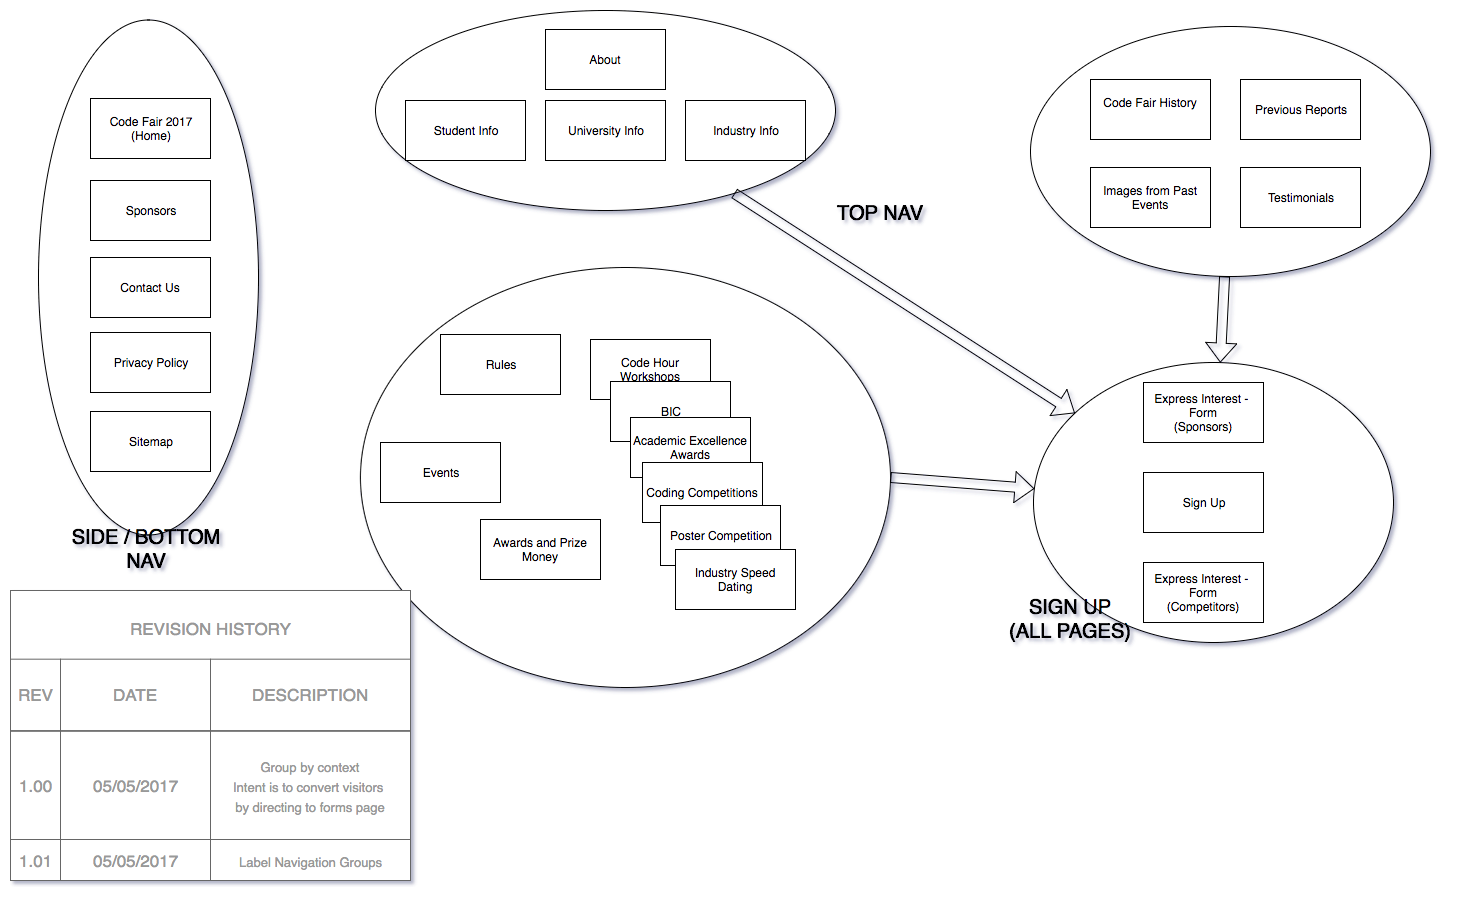 Code Fair 2017
(Home)
Sponsors
Contact Us
Privacy Policy
Sitemap
SIDE / BOTTOM
NAV
About
Student Info
University Info
Industry Info
TOP NAV
Code Fair History
Previous Reports
Images from Past
Events
Testimonials
Rules
Events
Awards and Prize
Money
Code Hour
Workshops
BIC
Academic Excellence
Awards
Coding Competitions
Poster Competition
Industry Speed
Dating
Express Interest -
Form
(Sponsors)
Sign Up
Express Interest -
Form
(Competitors)
SIGN UP
(ALL PAGES)
REVISION HISTORY
REV DATE DESCRIPTION
1.00 05/05/2017 Group by context
Intent is to convert visitors
by directing to forms page
1.01 05/05/2017 Label Navigation Groups